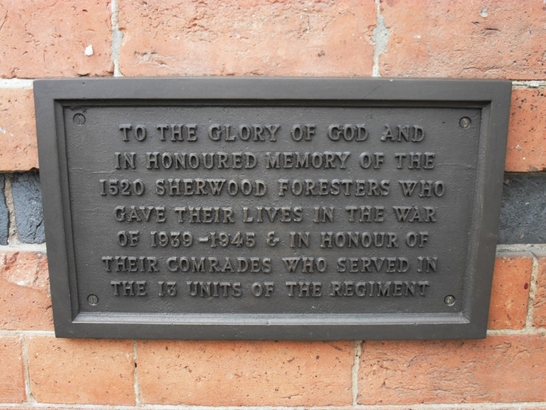 TO THE GLORY OF GOD AND
IN HONOURED MEMORY OF THE
1520 SHERWOOD FORESTERS WHO
GAVE THEIR LIVES IN THE WAR
OF 1939-1945 & IN HONOUR OF
THEIR COMRADES WHO SERVED IN
THE 13 UNITS OF THE REGIMENT